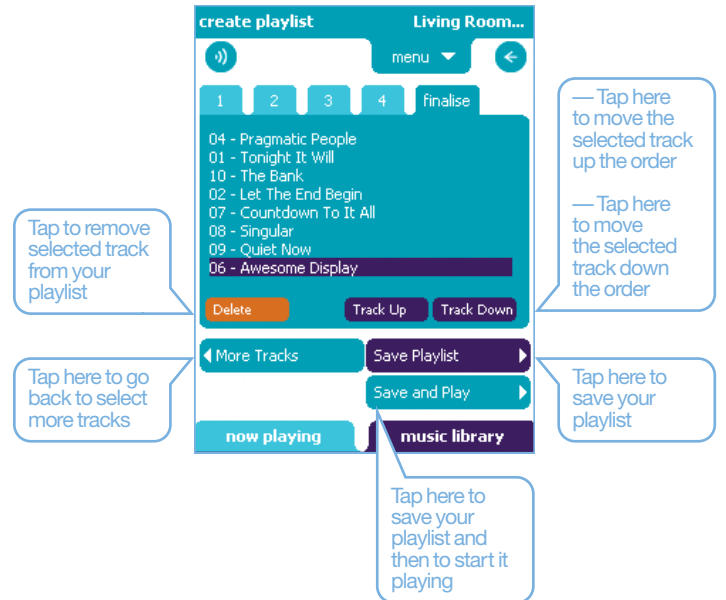 create playlist Living Room...
menu
1 2 3 4 finalise
04 - Pragmatic People
01 - Tonight It Will
10 - The Bank
02 - Let The End Begin
07 - Countdown To It All
08 - Singular
09 - Quiet Now
06 - Awesome Display
Delete Track Up Track Down
More Tracks Save Playlist
Save and Play
now playing music library
Tap to remove
selected track
from your
playlist
Tap here to go
back to select
more tracks
— Tap here
to move the
selected track
up the order
— Tap here
to move
the selected
track down
the order
Tap here to
save your
playlist
Tap here to
save your
playlist and
then to start it
playing